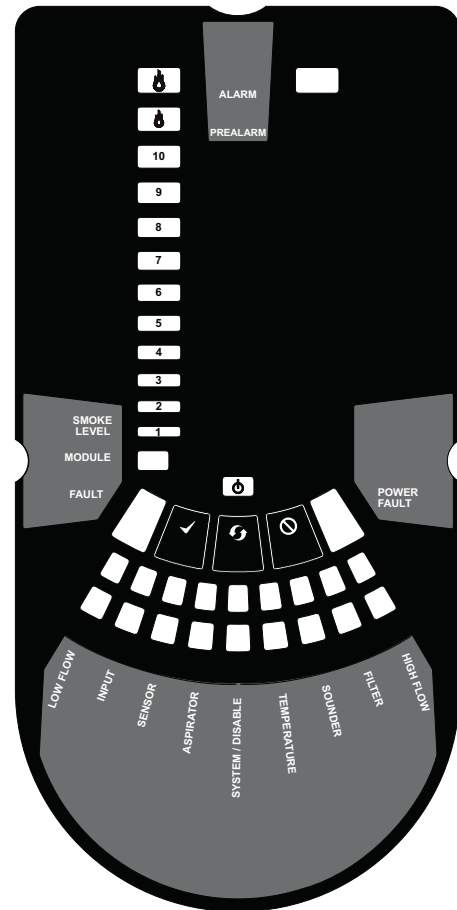 ALARM
PREALARM
10
9
8
7
6
5
4
3
2
1
SMOKE
LEVEL
MODULE
FAULT
POWER
FAULT
LOW FLOW
INPUT
SENSOR
ASPIRATOR
SYSTEM / DISABLE
TEMPERATURE
SOUNDER
FILTER
HIGH FLOW